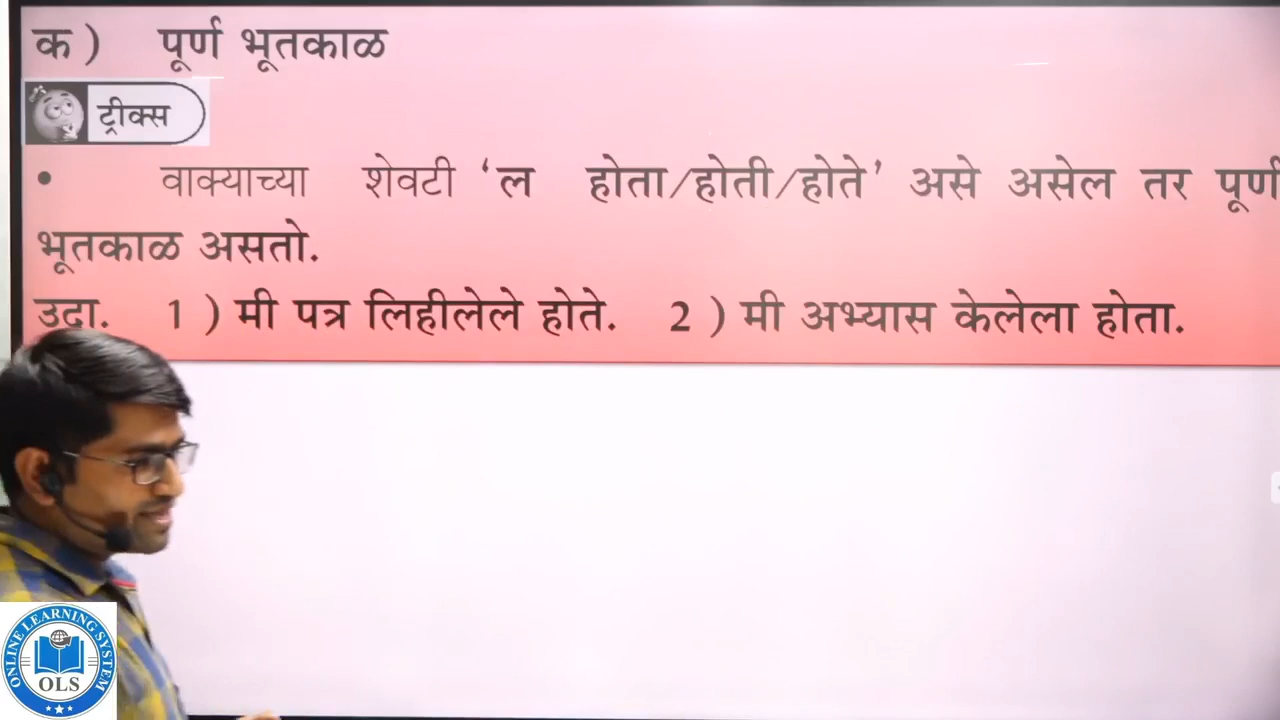 क )   पूर्ण भूतकाळ
ट्रीक्स
• वाक्याच्या शेवटी ‘ल होता/होती/होते’ असे असेल तर पूर्ण
भूतकाळ असतो.
उदा. 1 ) मी पत्र लिहीलेले होते. 2 ) मी अभ्यास केलेला होता.
ONLINE LEARNING SYSTEM
OLS